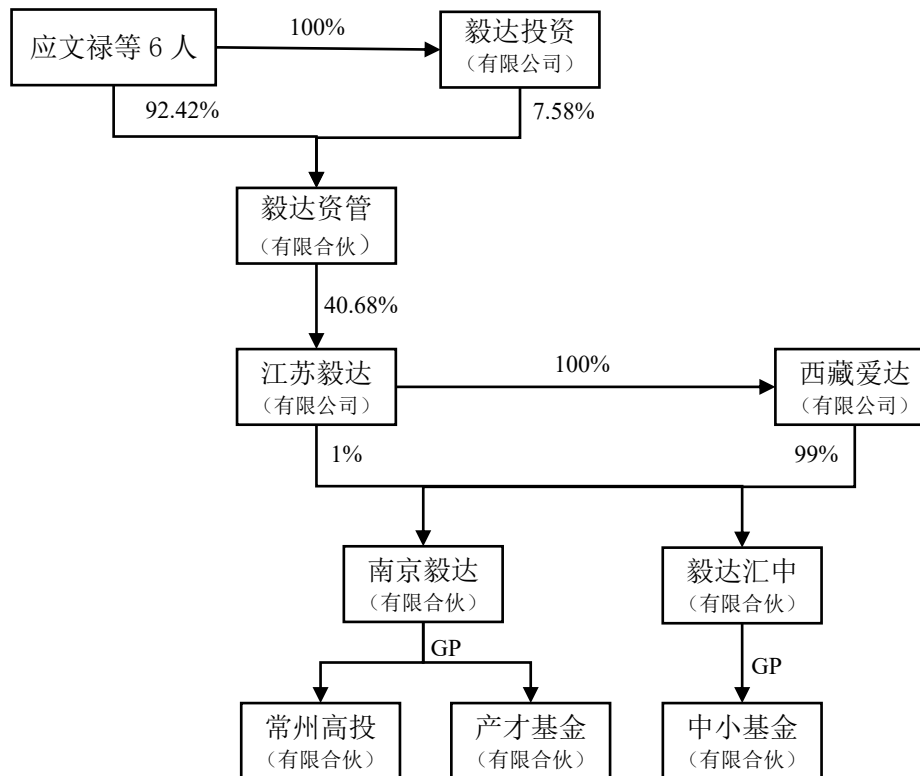 应文禄等 6 人
100%
毅达投资
（有限公司）
92.42%
7.58%
毅达资管
（有限合伙）
40.68%
江苏毅达
（有限公司）
100%
西藏爱达
（有限公司）
1%
99%
南京毅达
（有限合伙）
毅达汇中
（有限合伙）
GP
GP
常州高投
（有限合伙）
产才基金
（有限合伙）
中小基金
（有限合伙）